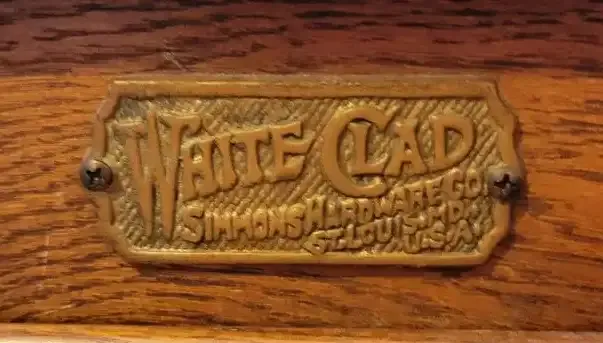 WHITE CLAD
SIMMONS HARDWARE CO
ST. LOUIS, MO.
U.S.A.